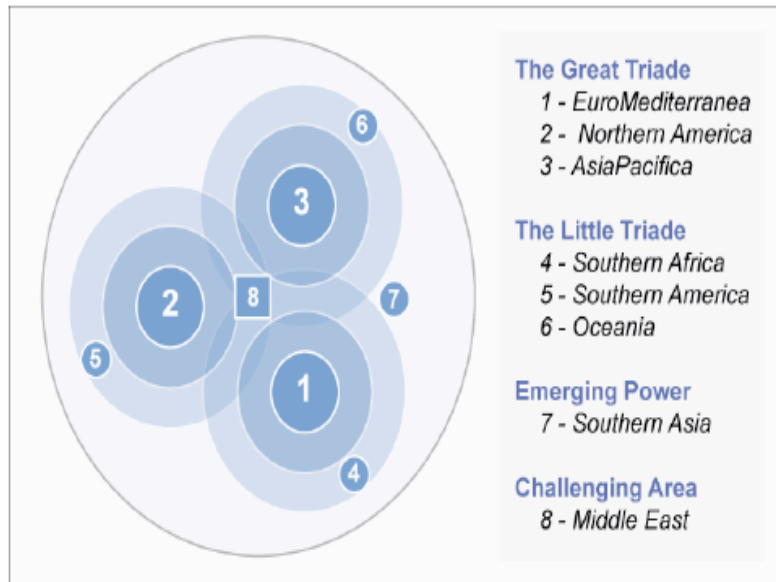 The Great Triade
1 - EuroMediterranea
2 - Northern America
3 - AsiaPacifica
The Little Triade
4 - Southern Africa
5 - Southern America
6 - Oceania
Emerging Power
7 - Southern Asia
Challenging Area
8 - Middle East
6
3
2
8
7
5
1
4